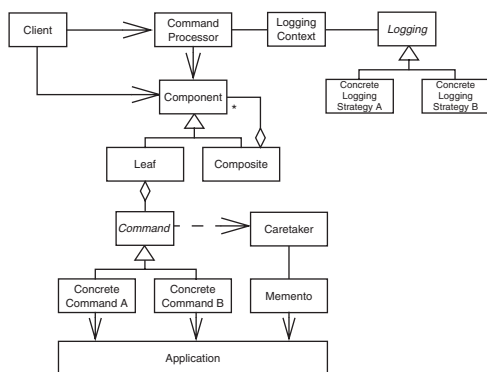 Client
Command
Processor
Logging
Context
Logging
Concrete
Logging
Strategy A
Concrete
Logging
Strategy B
Component
*
Leaf
Composite
Command
Caretaker
Concrete
Command A
Concrete
Command B
Memento
Application